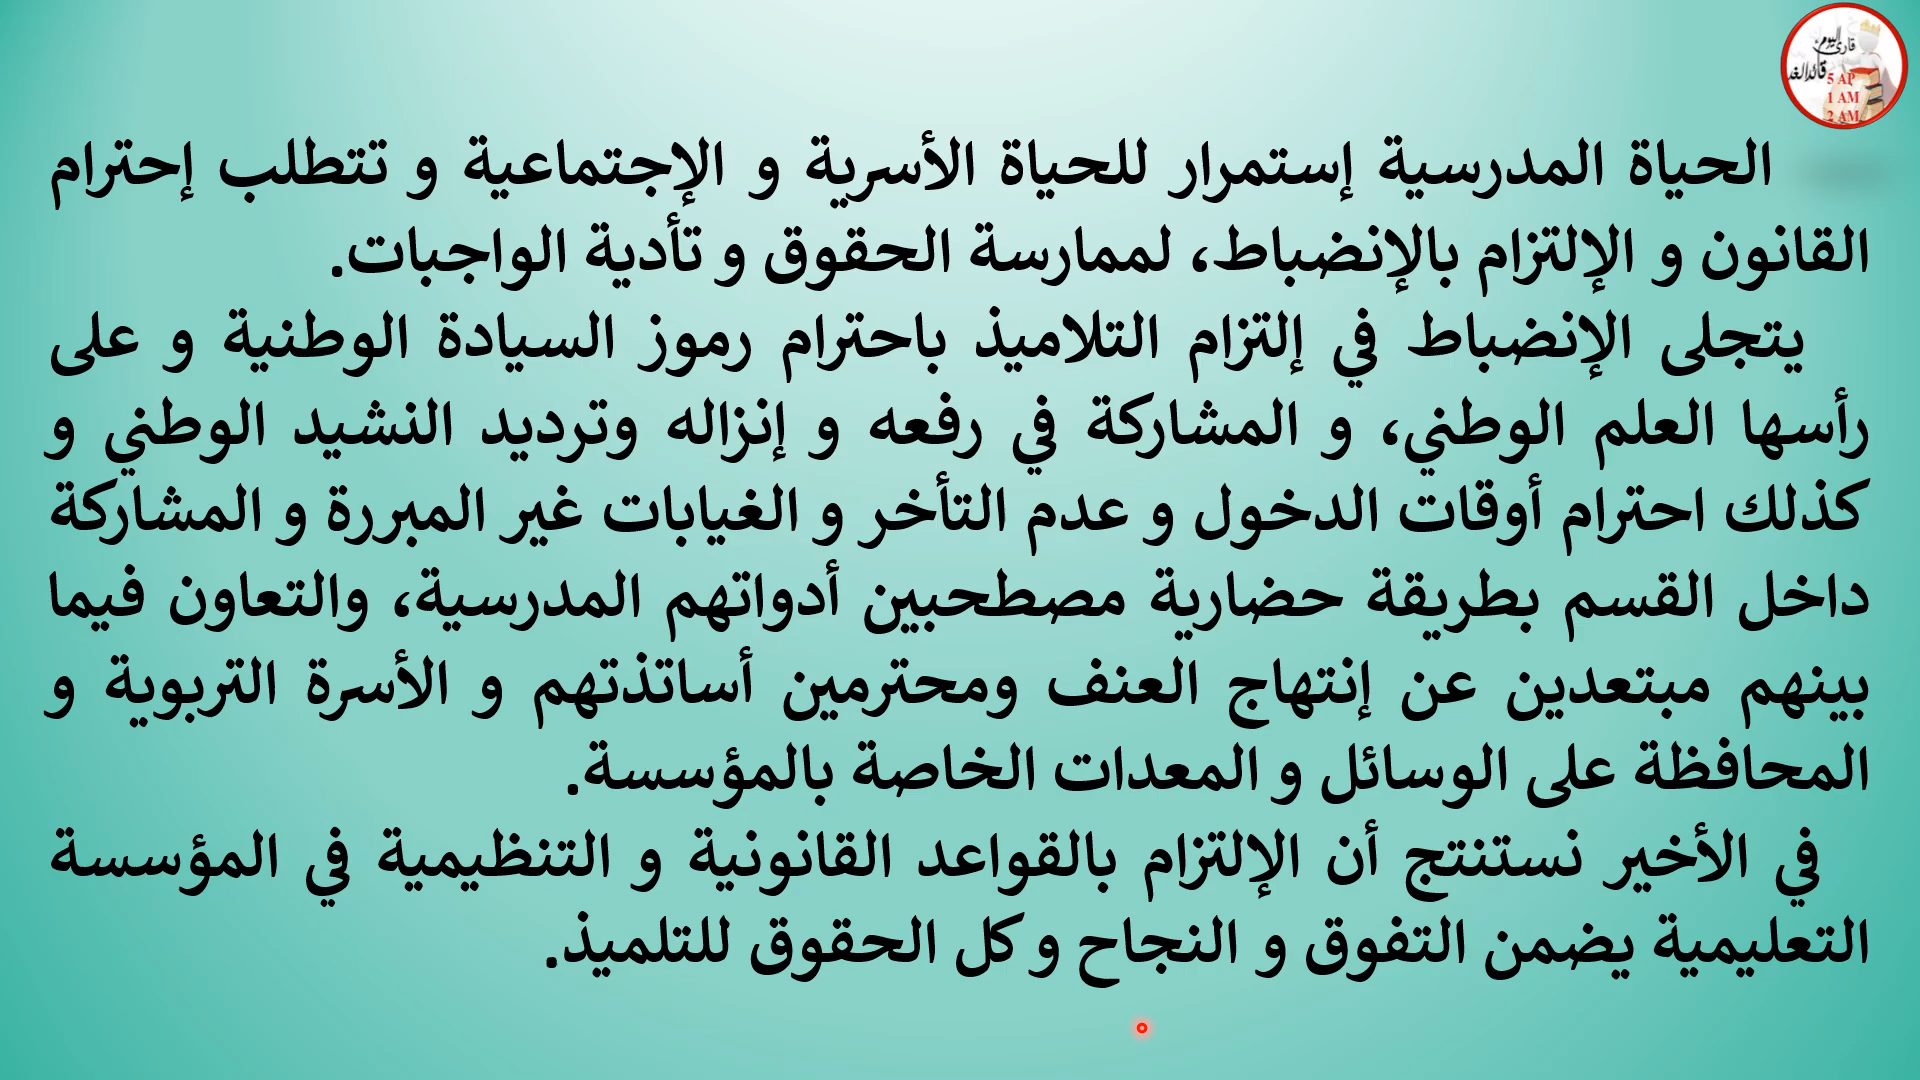 قارئ اليوم،
قائد الغد
5 AP
1 AM
2 AM
الحياة المدرسية إستمرار للحياة الأسرية و الإجتماعية و تتطلب إحترام
القانون و الإلتزام بالإنضباط، لممارسة الحقوق و تأدية الواجبات.
يتجلى الإنضباط في إلتزام التلاميذ باحترام رموز السيادة الوطنية و على
رأسها العلم الوطني، و المشاركة في رفعه و إنزاله وترديد النشيد الوطني و
كذلك احترام أوقات الدخول و عدم التأخر و الغيابات غير المبررة و المشاركة
داخل القسم بطريقة حضارية مصطحبين أدواتهم المدرسية، والتعاون فيما
بينهم مبتعدين عن إنتهاج العنف ومحترمين أساتذتهم و الأسرة التربوية و
المحافظة على الوسائل و المعدات الخاصة بالمؤسسة.
في الأخير نستنتج أن الإلتزام بالقواعد القانونية و التنظيمية في المؤسسة
التعليمية يضمن التفوق و النجاح و كل الحقوق للتلميذ.